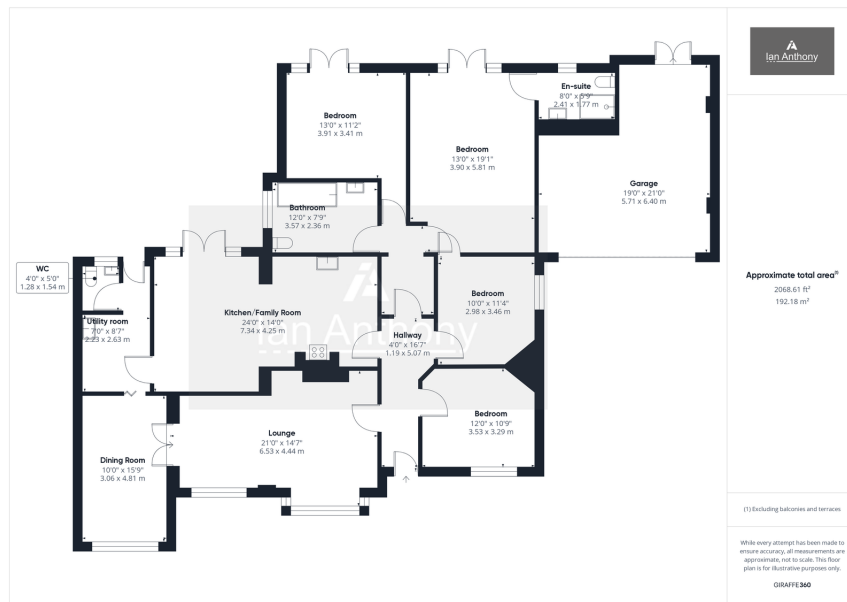 Bedroom
13'0" x 11'2"
3.91 x 3.41 m
Bedroom
13'0" x 19'1"
3.90 x 5.81 m
En-suite
8'0" x 5'9"
2.41 x 1.77 m
Garage
19'0" x 21'0"
5.71 x 6.40 m
Bathroom
12'0" x 7'9"
3.57 x 2.36 m
WC
4'0" x 5'0"
1.28 x 1.54 m
Utility room
7'0" x 8'7"
2.23 x 2.63 m
Kitchen/Family Room
24'0" x 14'0"
7.34 x 4.25 m
Bedroom
10'0" x 11'4"
2.98 x 3.46 m
Hallway
4'0" x 16'7"
1.19 x 5.07 m
Ian Anthony
Bedroom
12'0" x 10'9"
3.53 x 3.29 m
Lounge
21'0" x 14'7"
6.53 x 4.44 m
Dining Room
10'0" x 15'9"
3.06 x 4.81 m
Ian Anthony
Approximate total area⁽¹⁾
2068.61 ft²
192.18 m²
(1) Excluding balconies and terraces
While every attempt has been made to
ensure accuracy, all measurements are
approximate, not to scale. This floor
plan is for illustrative purposes only.
GIRAFFE360